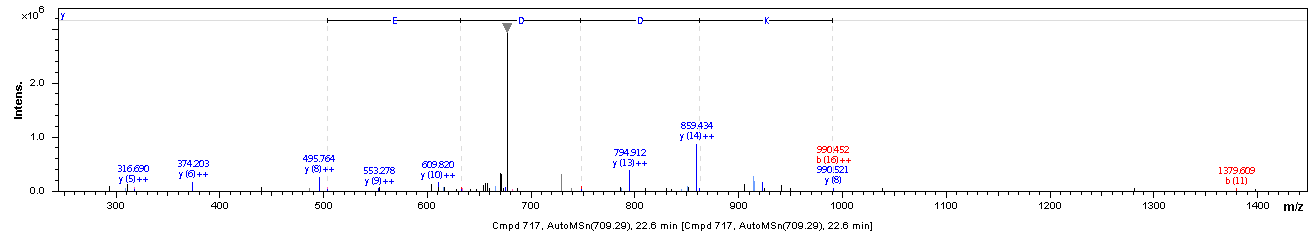 ×10⁶
y
E D D K
Intens.
2.0
1.0
0.0
316.690
y (5)++
374.203
y (6)++
495.764
y (8)++
553.278
y (9)++
609.820
y (10)++
794.912
y (13)++
859.434
y (14)++
990.452
b (16)++
990.521
y (8)
1379.609
b (11)
300 400 500 600 700 800 900 1000 1100 1200 1300 1400 m/z
Cmpd 717, AutoMSn(709.29), 22.6 min [Cmpd 717, AutoMSn(709.29), 22.6 min]